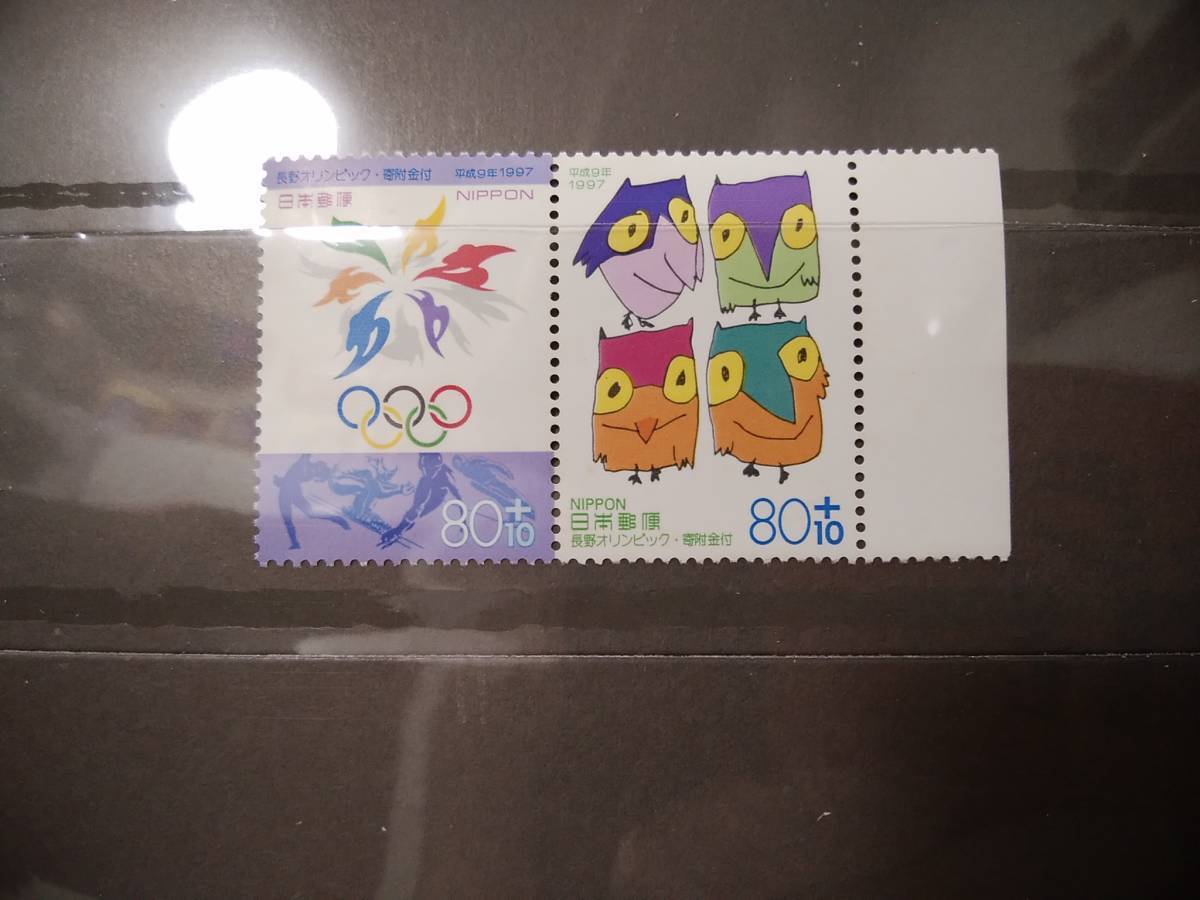 長野オリンピック・寄附金付 平成9年1997
日本郵便 NIPPON
80+10
平成9年
1997
NIPPON
日本郵便
長野オリンピック・寄附金付
80+10